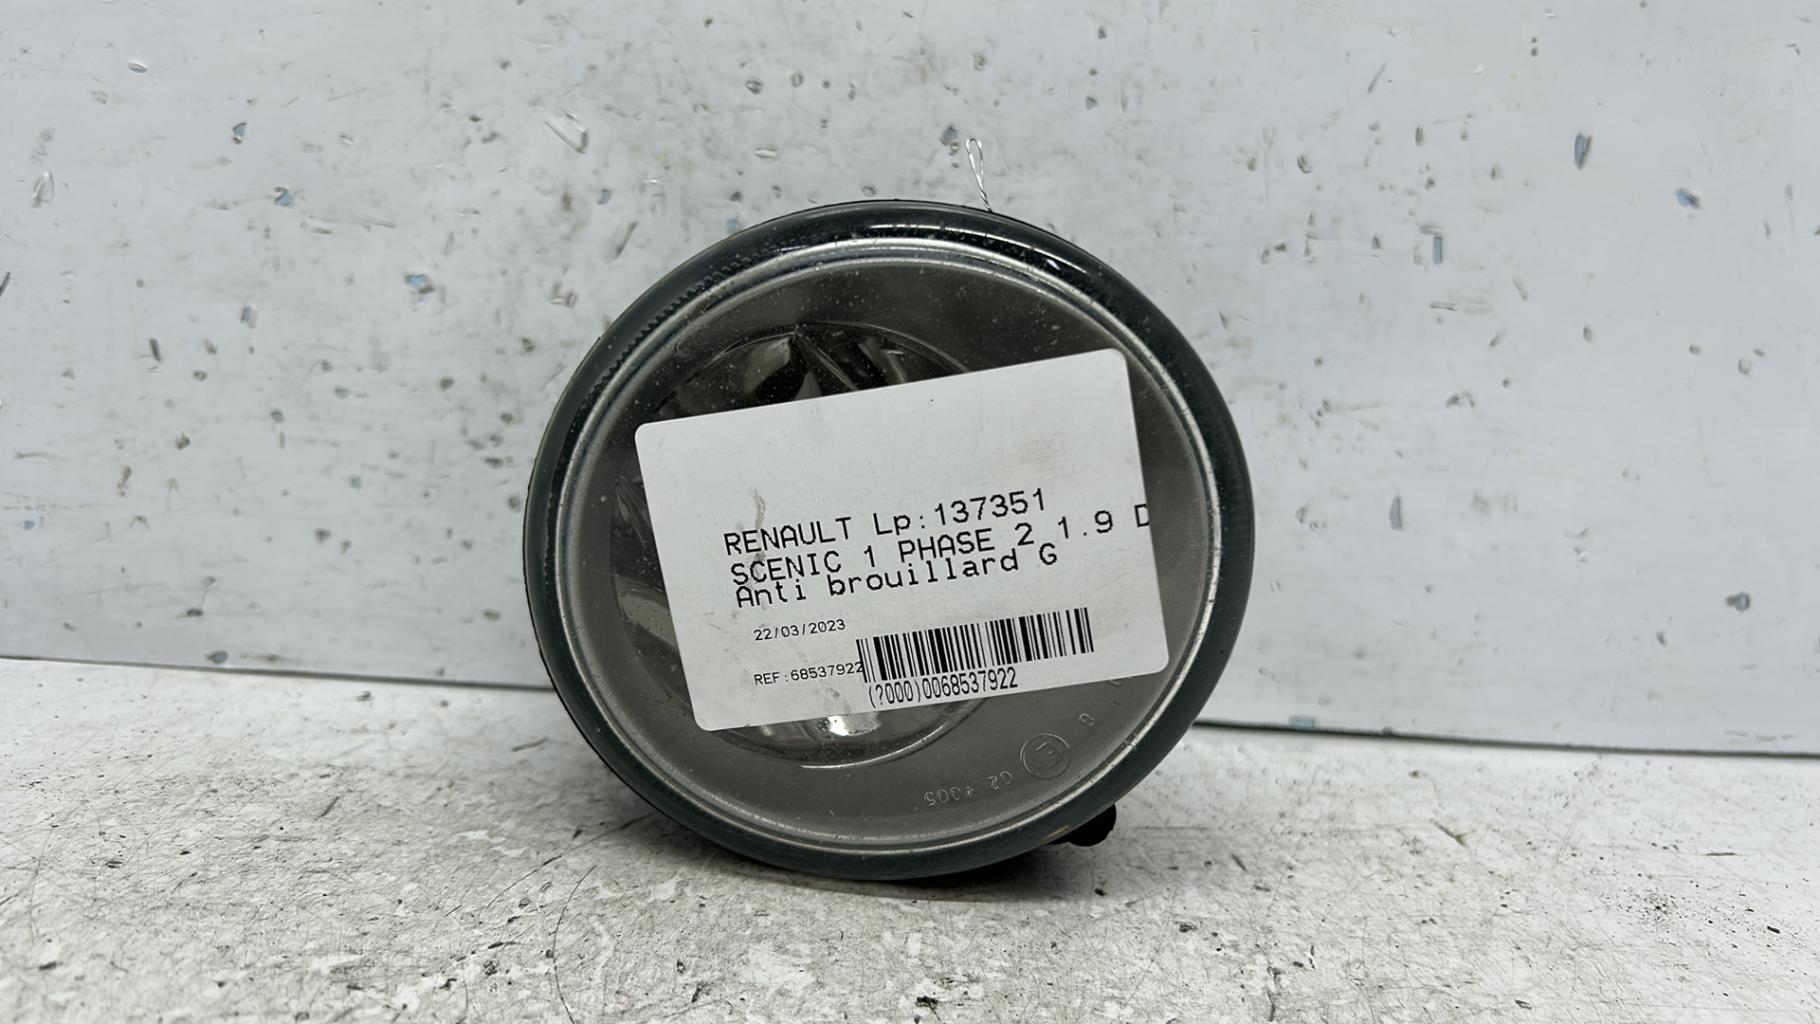 RENAULT Lp:137351
SCENIC 1 PHASE 2 1.9 D
Anti brouillard G
22/03/2023
REF:68537922
(?000)0068537922
E
02 4005